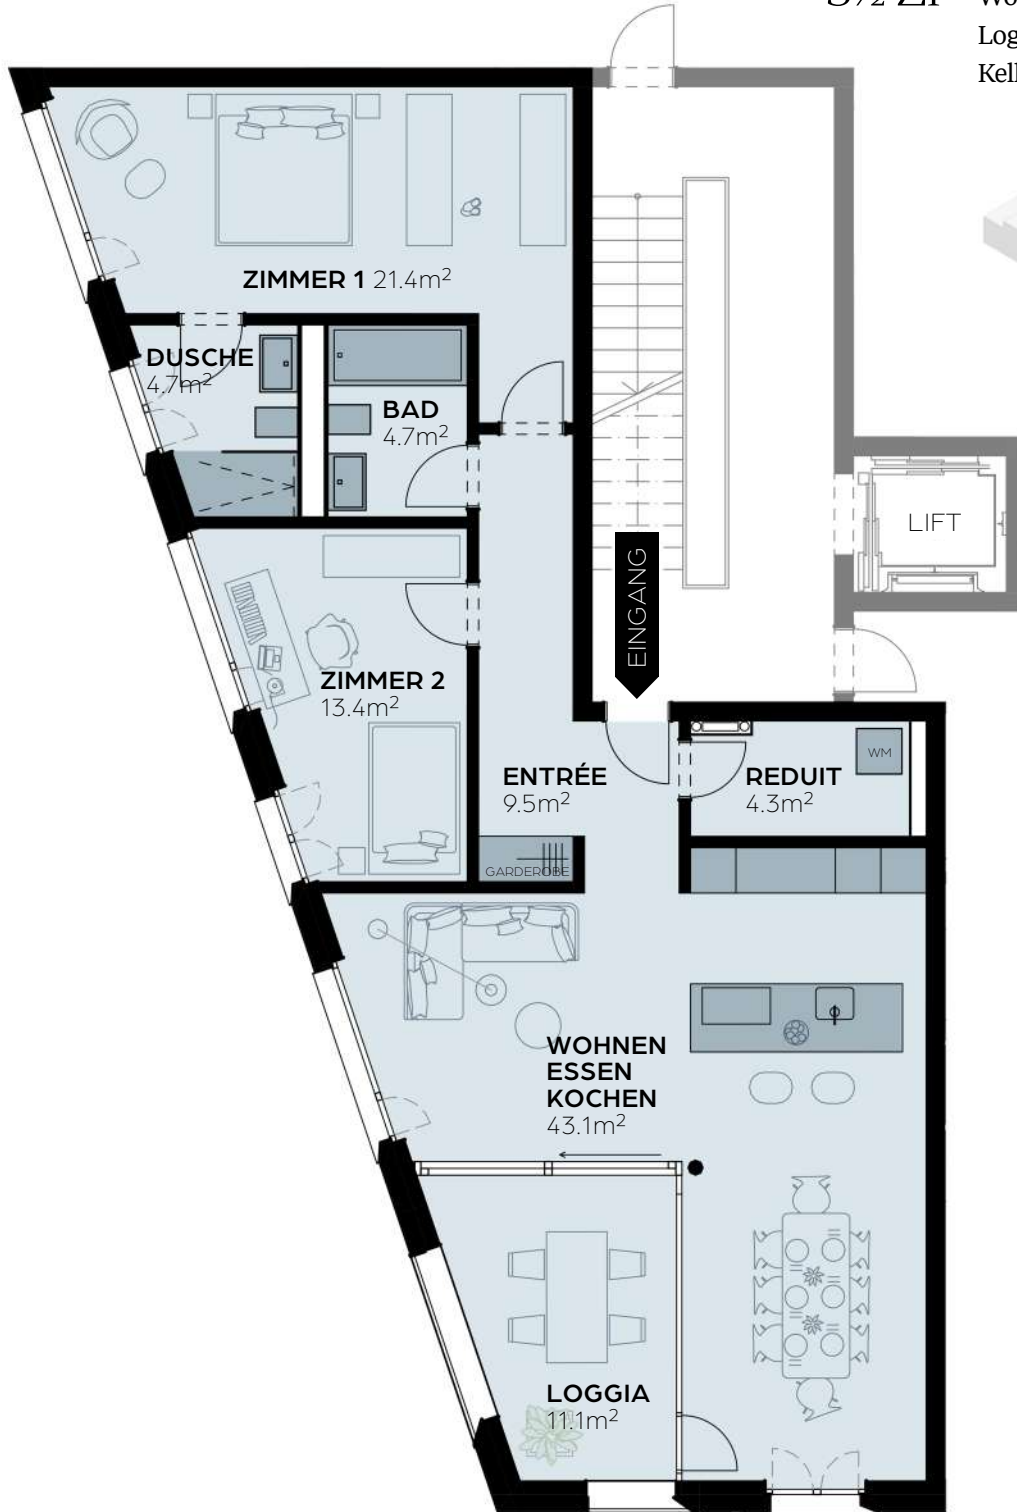 Log
Kell
ZIMMER 1 21.4m²
DUSCHE
4.7m²
BAD
4.7m²
LIFT
EINGANG
ZIMMER 2
13.4m²
ENTRÉE
9.5m²
REDUIT
4.3m²
WM
GARDEROBE
WOHNEN
ESSEN
KOCHEN
43.1m²
LOGGIA
11.1m²